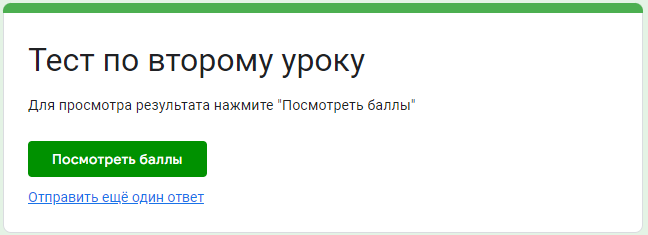 Тест по второму уроку
Для просмотра результата нажмите "Посмотреть баллы"
Посмотреть баллы
Отправить ещё один ответ